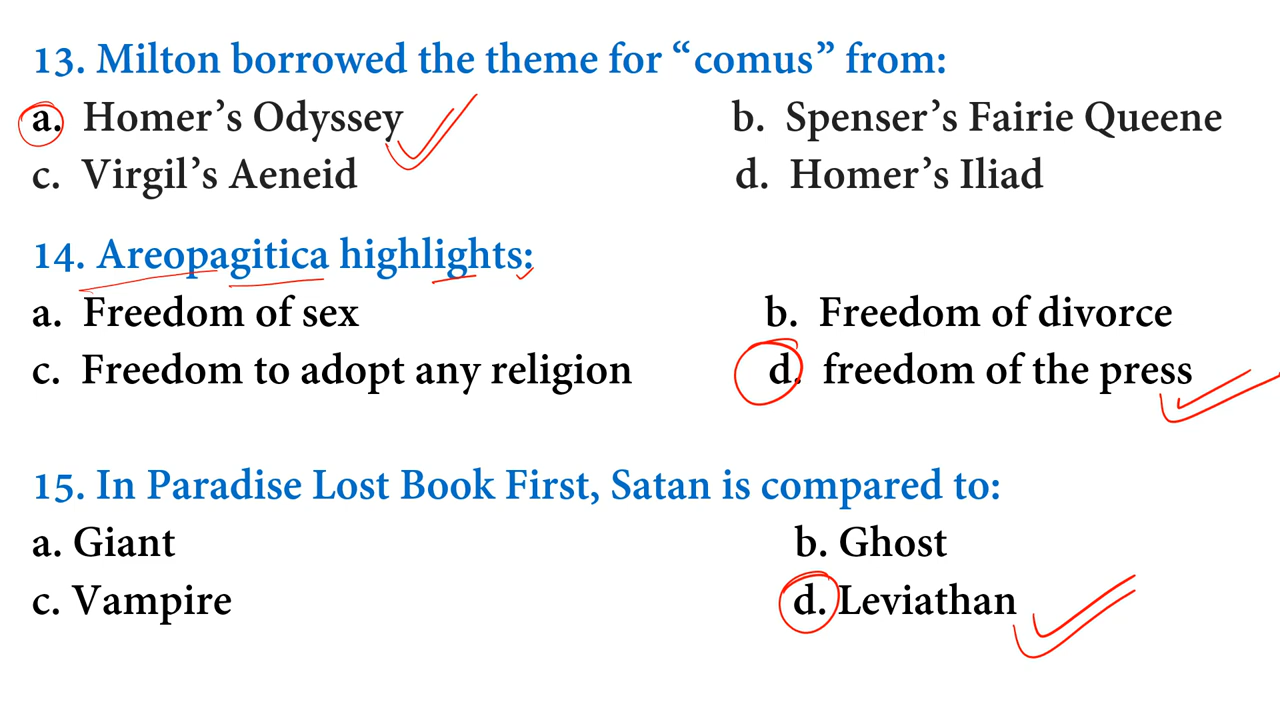 13. Milton borrowed the theme for “comus” from:
a. Homer’s Odyssey b. Spenser’s Fairie Queene
c. Virgil’s Aeneid d. Homer’s Iliad
14. Areopagitica highlights:
a. Freedom of sex b. Freedom of divorce
c. Freedom to adopt any religion d. freedom of the press
15. In Paradise Lost Book First, Satan is compared to:
a. Giant b. Ghost
c. Vampire d. Leviathan